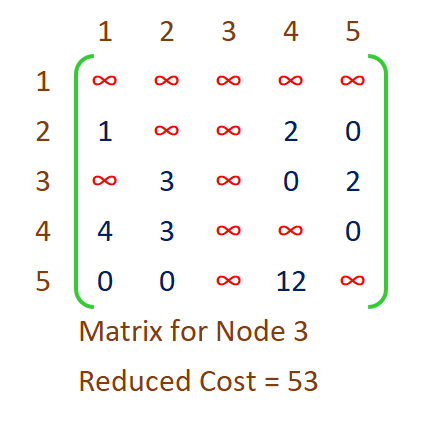 1 2 3 4 5
1 ∞ ∞ ∞ ∞ ∞
2 1 ∞ ∞ 2 0
3 ∞ 3 ∞ 0 2
4 4 3 ∞ ∞ 0
5 0 0 ∞ 12 ∞
Matrix for Node 3
Reduced Cost = 53